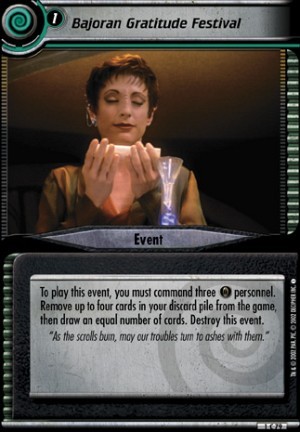 1 Bajoran Gratitude Festival
Event
To play this event, you must command three personnel.
Remove up to four cards in your discard pile from the game,
then draw an equal number of cards. Destroy this event.
"As the scrolls burn, may our troubles turn to ashes with them."
1 C 79